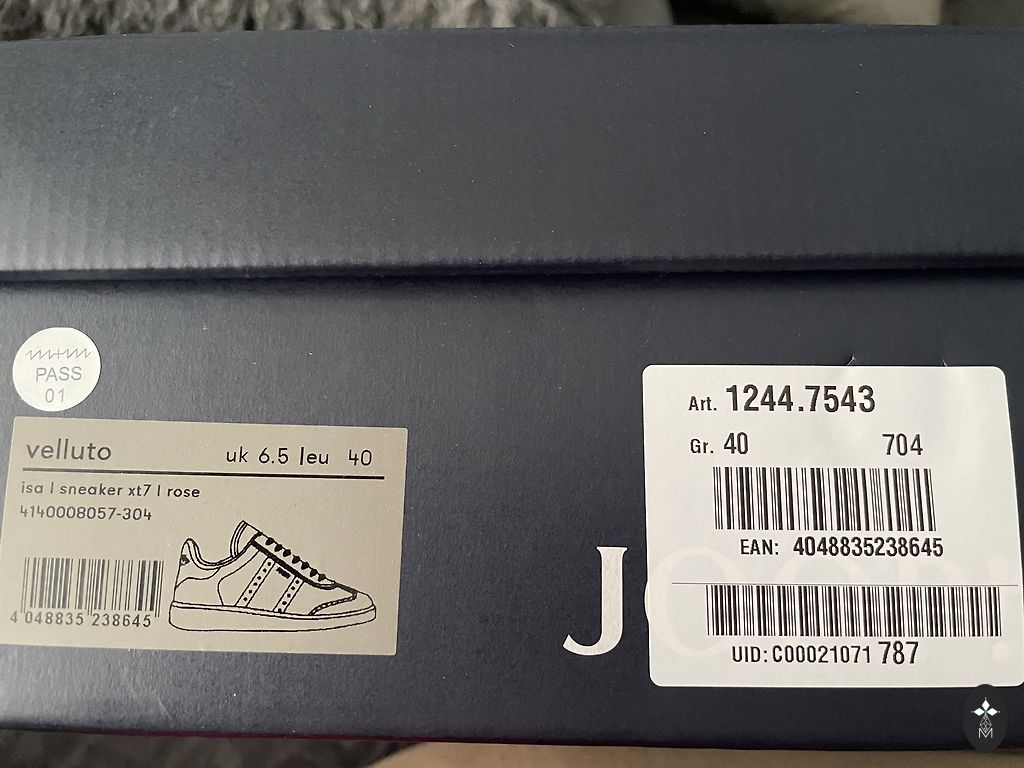 PASS
01
velluto
uk 6.5 | eu 40
isa | sneaker xt7 | rose
4140008057-304
4 048835 238645
J
Art. 1244.7543
Gr. 40 704
EAN: 4048835238645
UID: C00021071 787
M